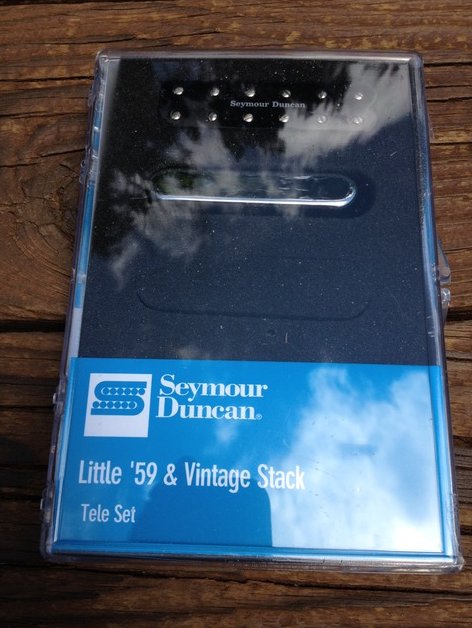 Seymour Duncan
Seymour
Duncan®
Little '59 & Vintage Stack
Tele Set